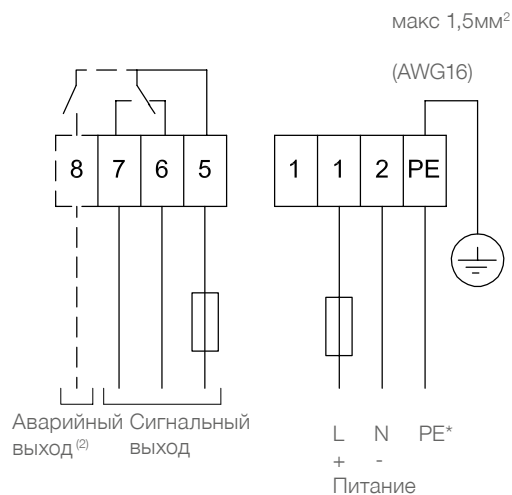 макс 1,5мм²
(AWG16)
8 7 6 5 1 1 2 PE
Аварийный Сигнальный
выход (2) выход
L N PE*
+ -
Питание